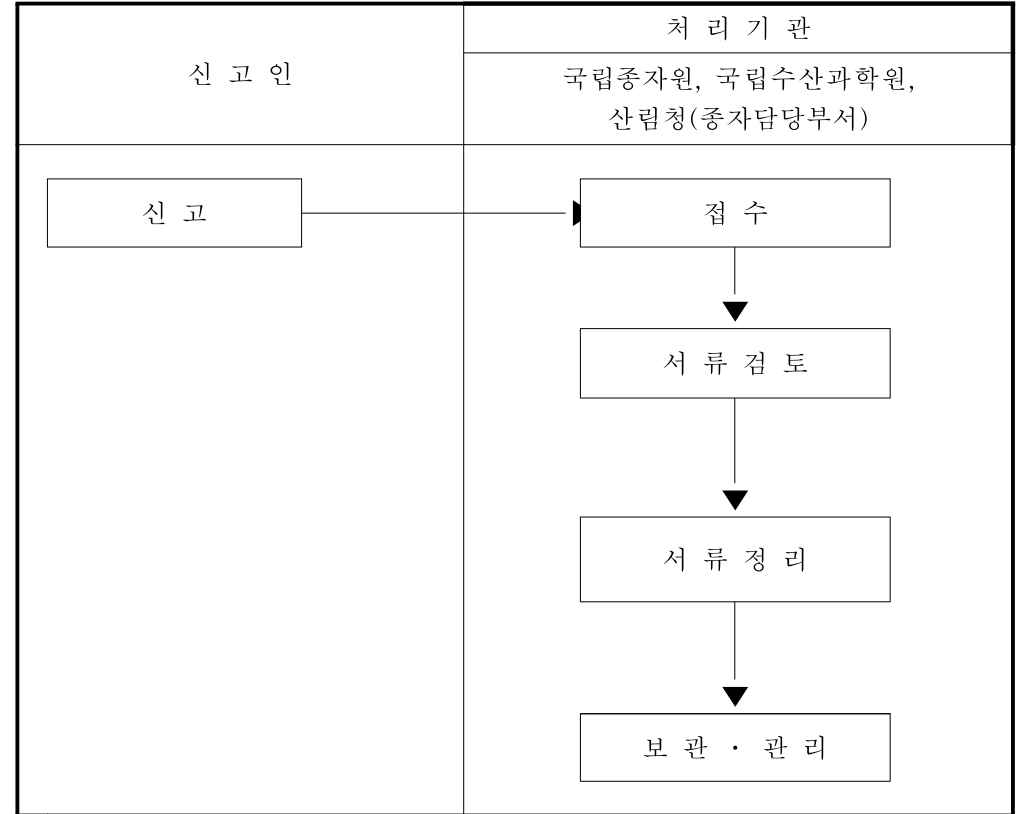 신 고 인
처 리 기 관
국립종자원, 국립수산과학원,
산림청(종자담당부서)
신 고
접 수
서 류 검 토
서 류 정 리
보 관 · 관 리